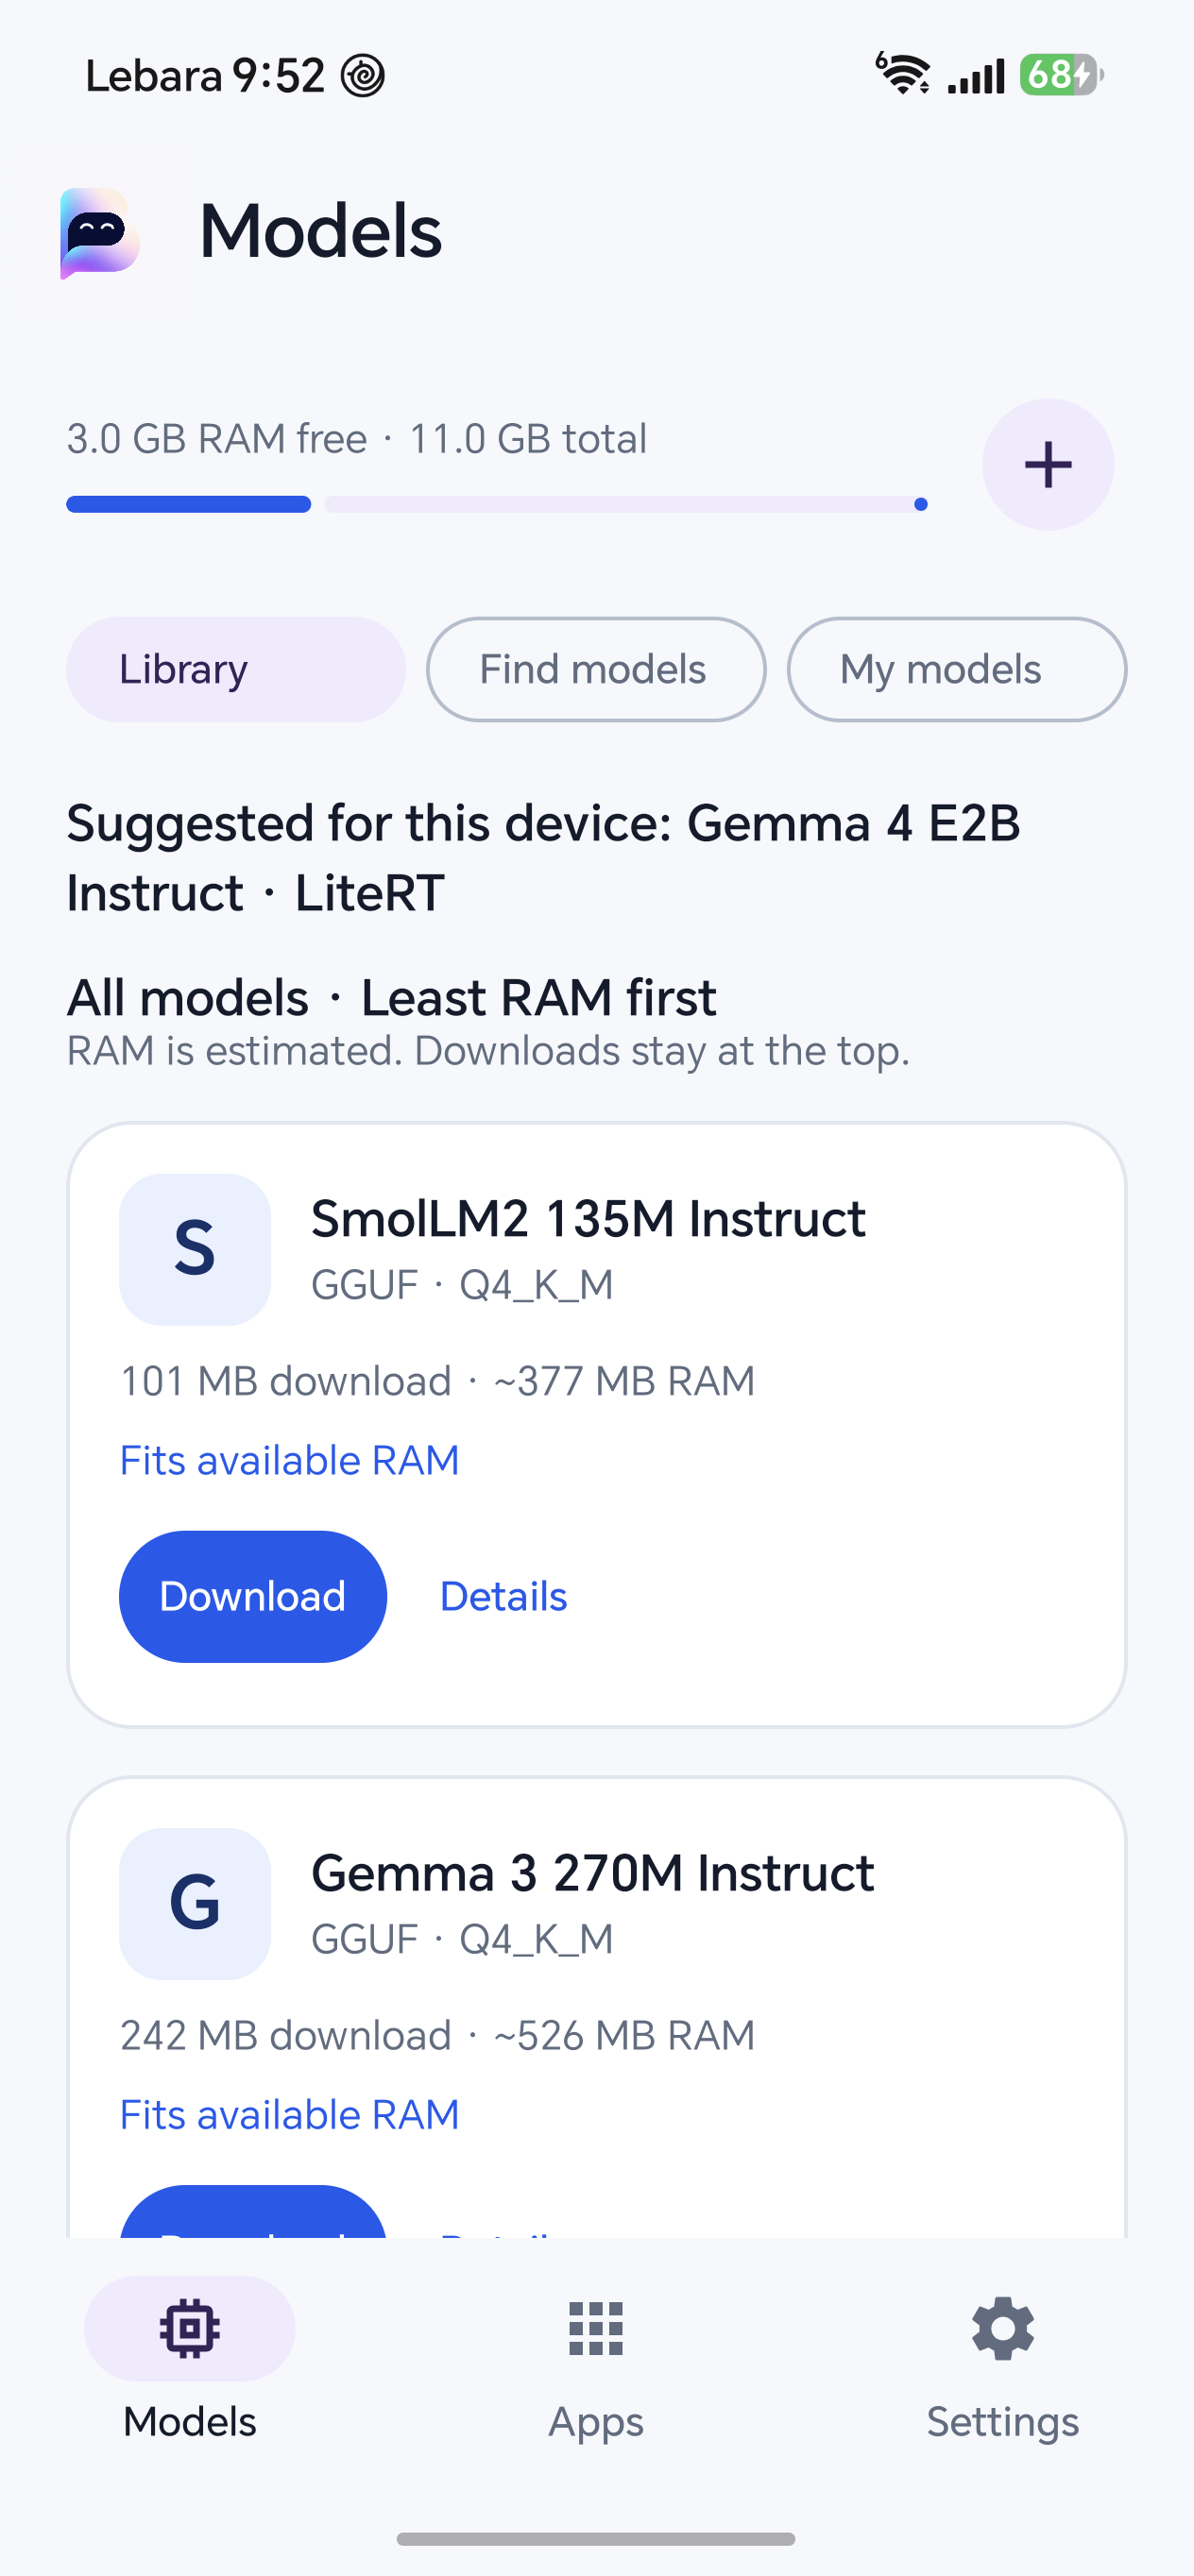 Lebara 9:52
6
68
Models
3.0 GB RAM free · 11.0 GB total
Library
Find models
My models
Suggested for this device: Gemma 4 E2B
Instruct · LiteRT
All models · Least RAM first
RAM is estimated. Downloads stay at the top.
S
SmolLM2 135M Instruct
GGUF · Q4_K_M
101 MB download · ~377 MB RAM
Fits available RAM
Download
Details
G
Gemma 3 270M Instruct
GGUF · Q4_K_M
242 MB download · ~526 MB RAM
Fits available RAM
Models
Apps
Settings